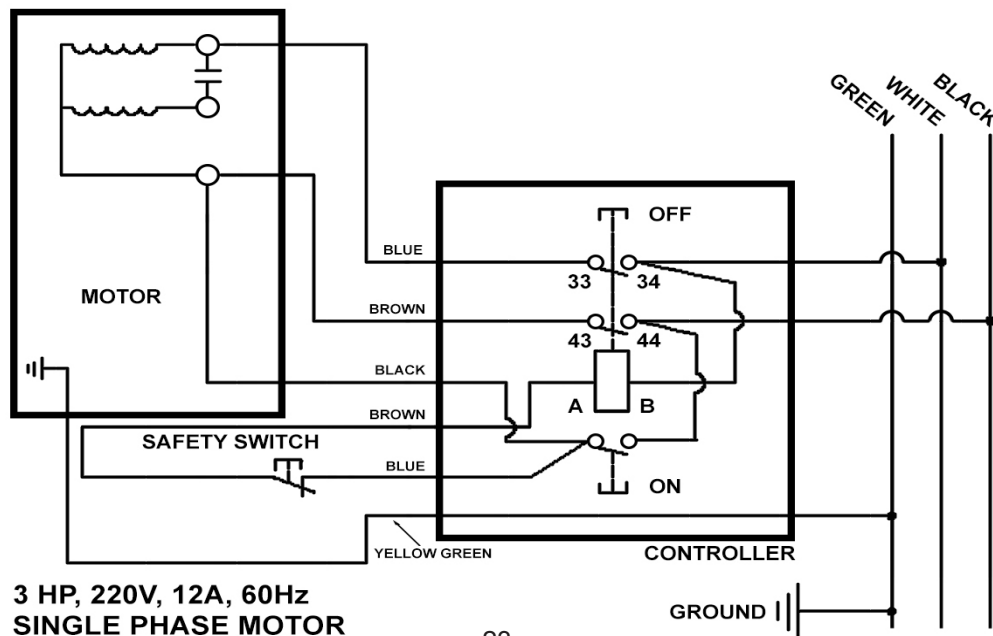 GREEN
WHITE
BLACK
OFF
BLUE
33 34
MOTOR
BROWN
43 44
BLACK
A B
BROWN
SAFETY SWITCH
BLUE
ON
YELLOW GREEN
CONTROLLER
3 HP, 220V, 12A, 60Hz
SINGLE PHASE MOTOR
GROUND